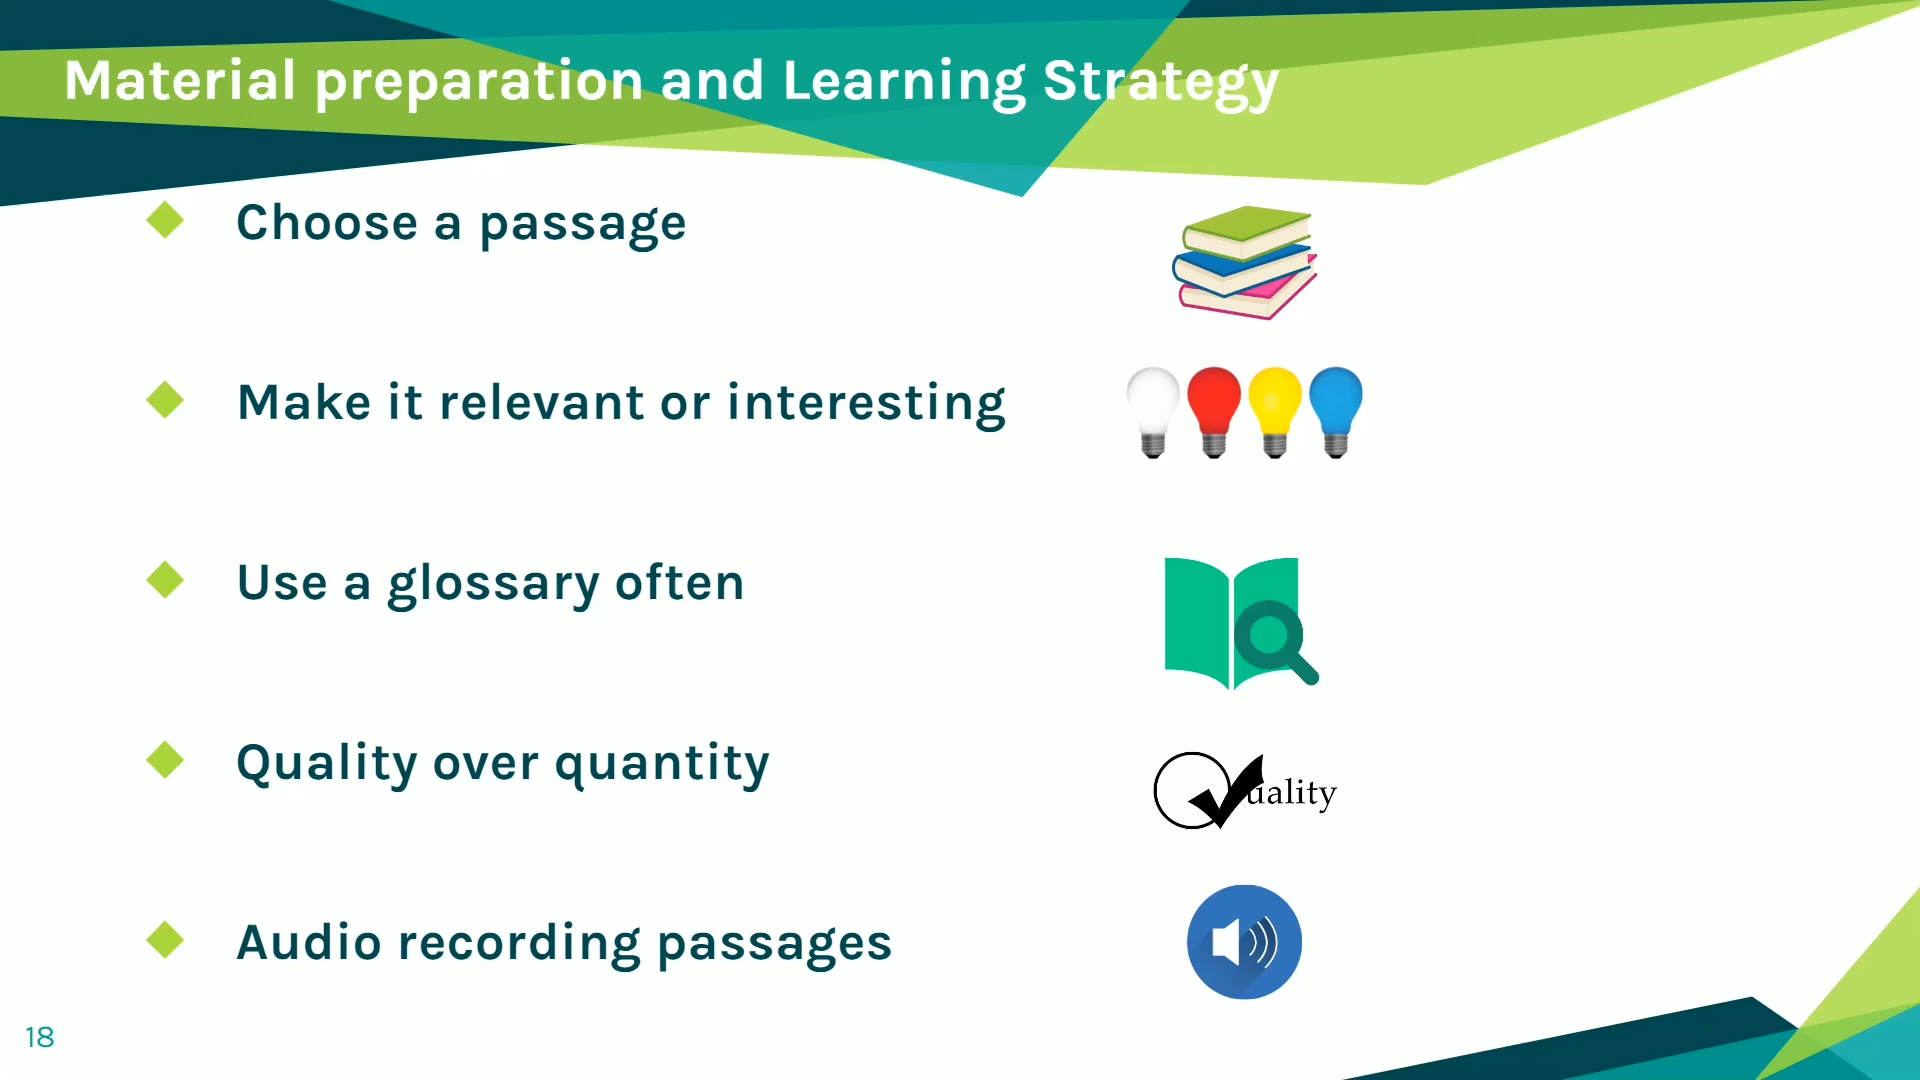 Material preparation and Learning Strategy
Choose a passage
Make it relevant or interesting
Use a glossary often
Quality over quantity
uality
Audio recording passages
18